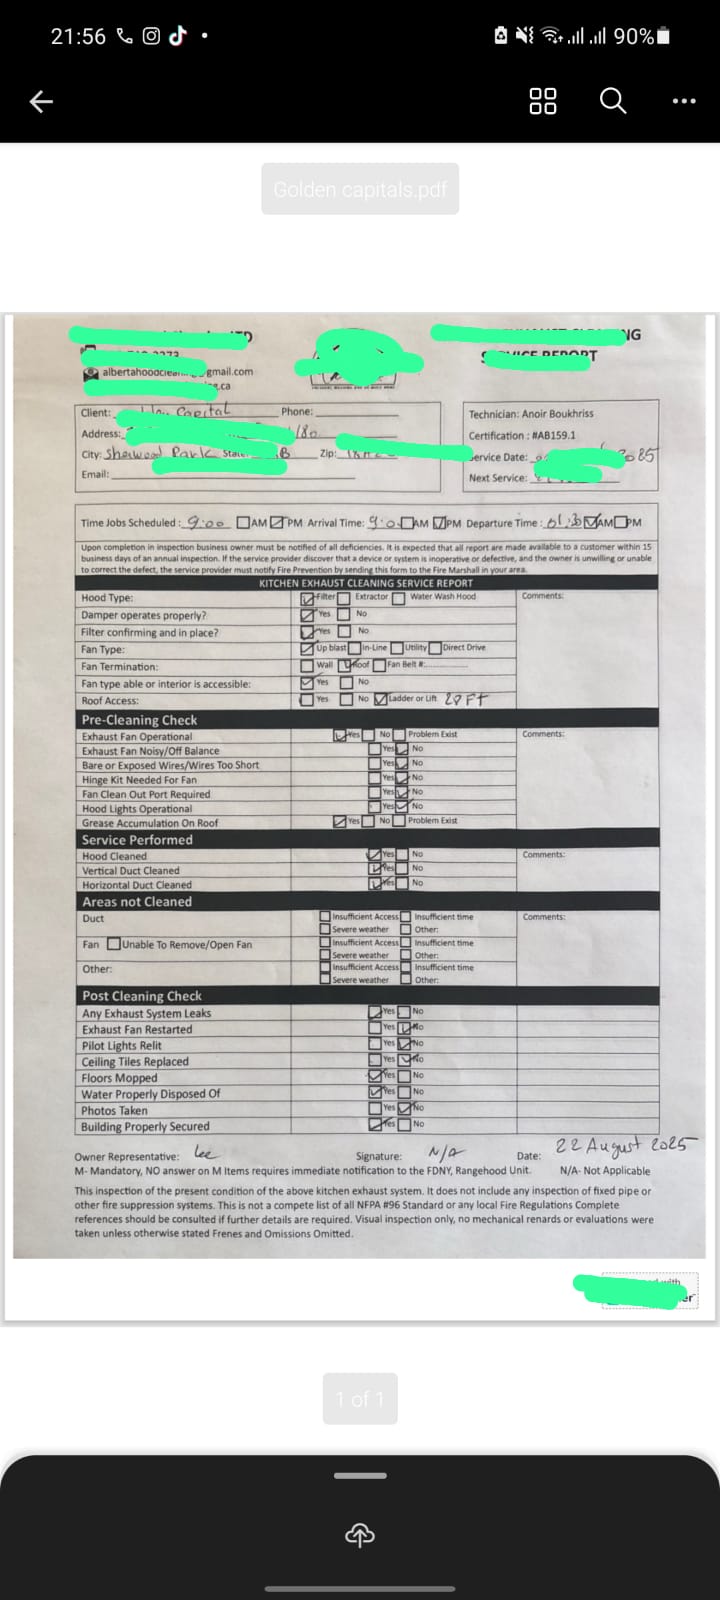 21:56
90%
Golden capitals.pdf
gmail.com
.ca
NG
Client: Capital Phone:
Address: 180
City: Sherwood Park State: B Zip:
Email:
Technician: Anoir Boukhriss
Certification : #AB159.1
Service Date: 2025
Next Service:
Time Jobs Scheduled : 9:00 AM PM Arrival Time: 9:0 AM PM Departure Time : 01:30 AM PM
Upon completion in inspection business owner must be notified of all deficiencies. It is expected that all report are made available to a customer within 15
business days of an annual inspection. If the service provider discover that a device or system is inoperative or defective, and the owner is unwilling or unable
to correct the defect, the service provider must notify Fire Prevention by sending this form to the Fire Marshall in your area.
KITCHEN EXHAUST CLEANING SERVICE REPORT
Hood Type: Filter Extractor Water Wash Hood Comments:
Damper operates properly? Yes No
Filter confirming and in place? Yes No
Fan Type: Up blast In-Line Utility Direct Drive
Fan Termination: Wall Roof Fan Belt #:
Fan type able or interior is accessible: Yes No
Roof Access: Yes No Ladder or Lift 28 FT
Pre-Cleaning Check
Exhaust Fan Operational Yes No Problem Exist Comments:
Exhaust Fan Noisy/Off Balance Yes No
Bare or Exposed Wires/Wires Too Short Yes No
Hinge Kit Needed For Fan Yes No
Fan Clean Out Port Required Yes No
Hood Lights Operational Yes No
Grease Accumulation On Roof Yes No Problem Exist
Service Performed
Hood Cleaned Yes No Comments:
Vertical Duct Cleaned Yes No
Horizontal Duct Cleaned Yes No
Areas not Cleaned
Duct Insufficient Access Insufficient time Comments:
Severe weather Other:
Fan Unable To Remove/Open Fan Insufficient Access Insufficient time
Severe weather Other:
Other: Insufficient Access Insufficient time
Severe weather Other:
Post Cleaning Check
Any Exhaust System Leaks Yes No
Exhaust Fan Restarted Yes No
Pilot Lights Relit Yes No
Ceiling Tiles Replaced Yes No
Floors Mopped Yes No
Water Properly Disposed Of Yes No
Photos Taken Yes No
Building Properly Secured Yes No
Owner Representative: Lee Signature: N/A Date: 22 August 2025
M- Mandatory, NO answer on M Items requires immediate notification to the FDNY, Rangehood Unit. N/A- Not Applicable
This inspection of the present condition of the above kitchen exhaust system. It does not include any inspection of fixed pipe or
other fire suppression systems. This is not a compete list of all NFPA #96 Standard or any local Fire Regulations Complete
references should be consulted if further details are required. Visual inspection only, no mechanical renards or evaluations were
taken unless otherwise stated Frenes and Omissions Omitted.
1 of 1